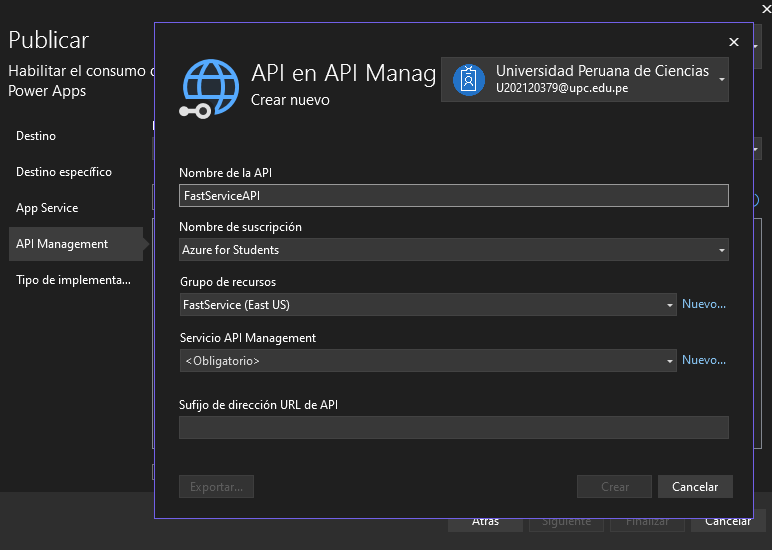 Publicar
Habilitar el consumo
Power Apps
Destino
Destino específico
App Service
API Management
Tipo de implementa...
API en API Manag
Crear nuevo
Universidad Peruana de Ciencias
U202120379@upc.edu.pe
Nombre de la API
FastServiceAPI
Nombre de suscripción
Azure for Students
Grupo de recursos
FastService (East US)
Nuevo...
Servicio API Management
<Obligatorio>
Nuevo...
Sufijo de dirección URL de API
Exportar...
Crear
Cancelar
Atrás
Siguiente
Finalizar
Cancelar